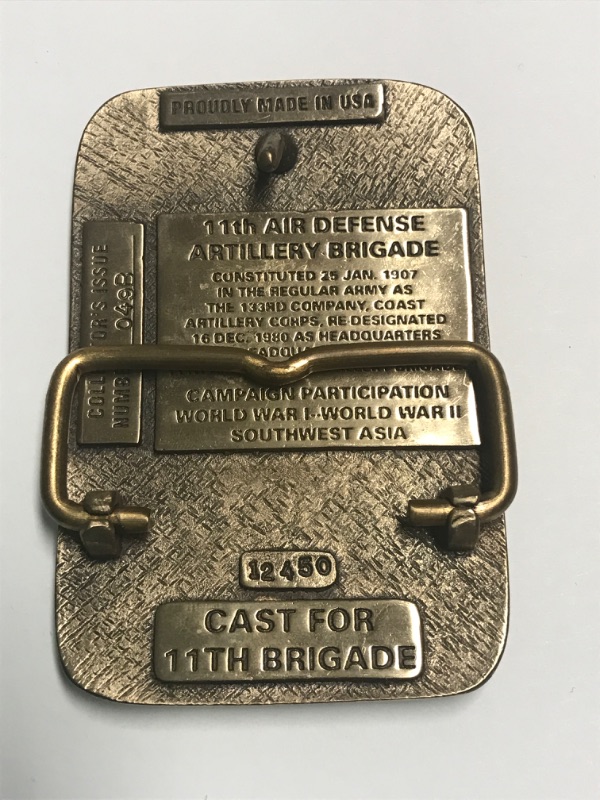 PROUDLY MADE IN USA
11th AIR DEFENSE
ARTILLERY BRIGADE
CONSTITUTED 25 JAN. 1907
IN THE REGULAR ARMY AS
THE 133RD COMPANY, COAST
ARTILLERY CORPS, RE-DESIGNATED
16 DEC. 1980 AS HEADQUARTERS
CAMPAIGN PARTICIPATION
WORLD WAR I-WORLD WAR II
SOUTHWEST ASIA
ISSUE
049B
12450
CAST FOR
11TH BRIGADE